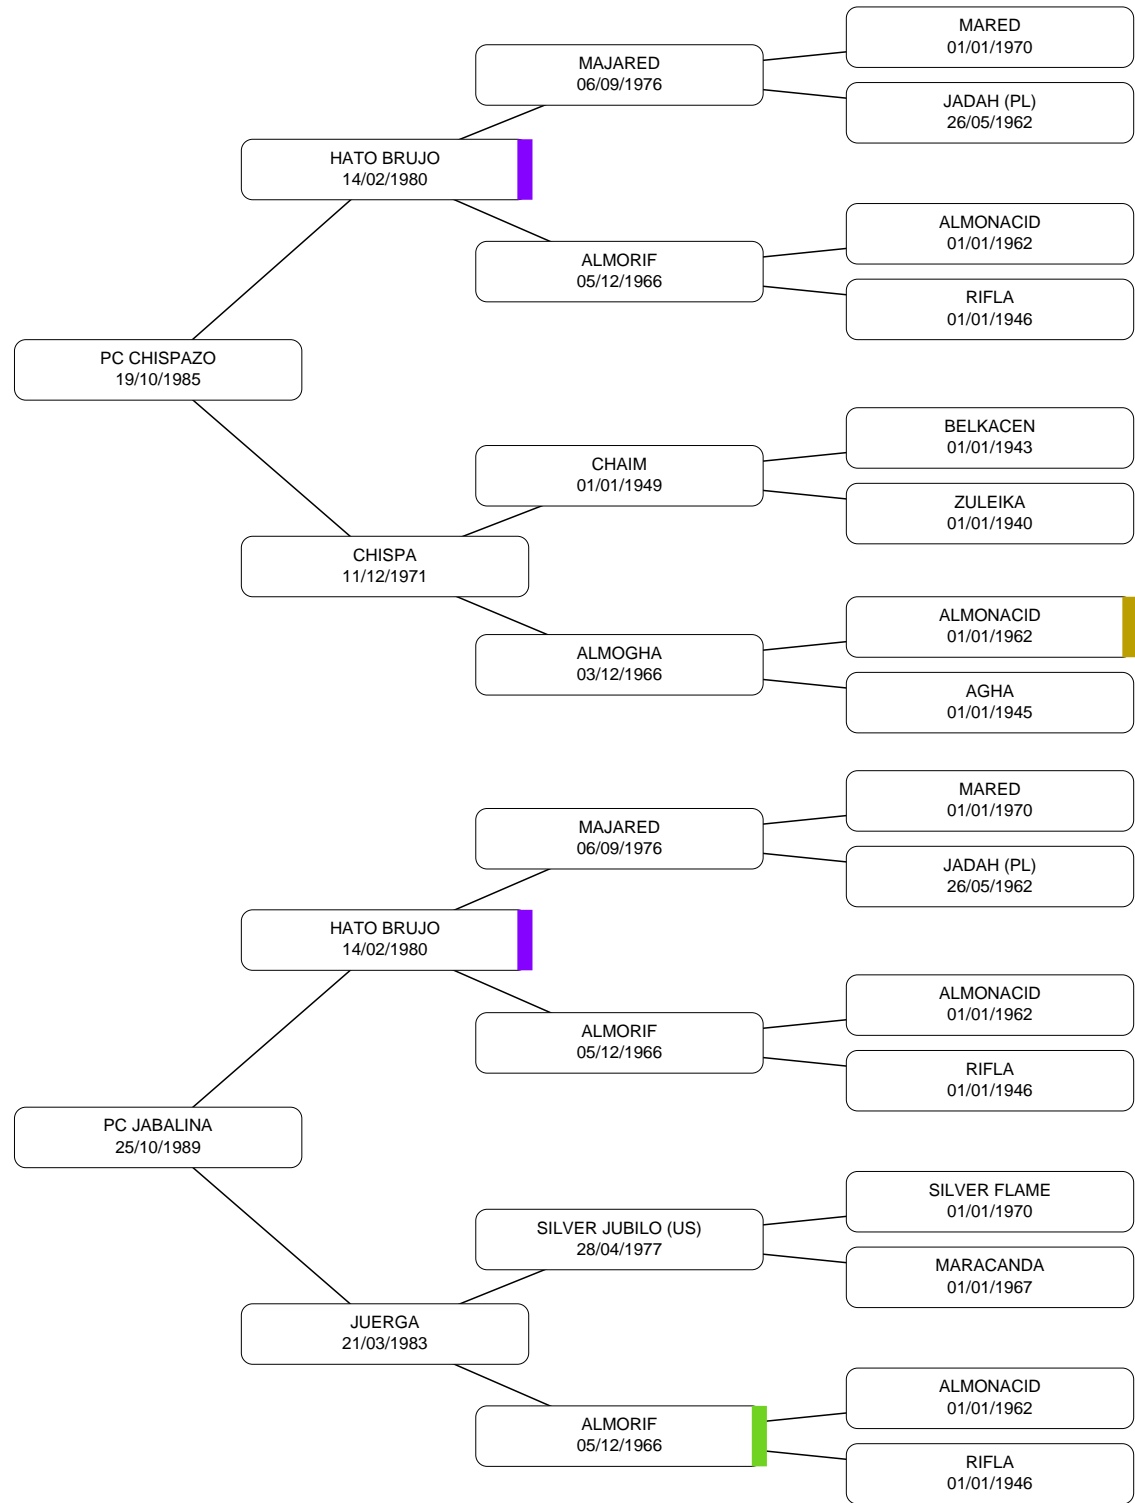 MARED
01/01/1970
MAJARED
06/09/1976
JADAH (PL)
26/05/1962
HATO BRUJO
14/02/1980
ALMONACID
01/01/1962
ALMORIF
05/12/1966
RIFLA
01/01/1946
PC CHISPAZO
19/10/1985
BELKACEN
01/01/1943
CHAIM
01/01/1949
ZULEIKA
01/01/1940
CHISPA
11/12/1971
ALMONACID
01/01/1962
ALMOGHA
03/12/1966
AGHA
01/01/1945
MARED
01/01/1970
MAJARED
06/09/1976
JADAH (PL)
26/05/1962
HATO BRUJO
14/02/1980
ALMONACID
01/01/1962
ALMORIF
05/12/1966
RIFLA
01/01/1946
PC JABALINA
25/10/1989
SILVER FLAME
01/01/1970
SILVER JUBILO (US)
28/04/1977
MARACANDA
01/01/1967
JUERGA
21/03/1983
ALMONACID
01/01/1962
ALMORIF
05/12/1966
RIFLA
01/01/1946